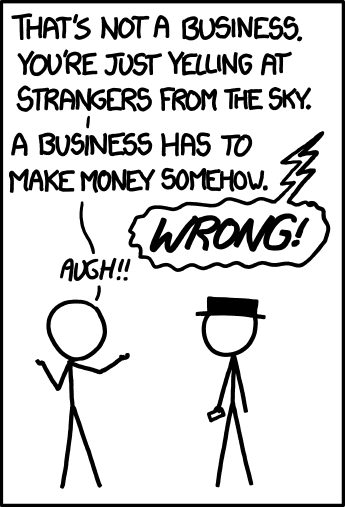 THAT'S NOT A BUSINESS.
YOU'RE JUST YELLING AT
STRANGERS FROM THE SKY.
A BUSINESS HAS TO
MAKE MONEY SOMEHOW.
WRONG!
AUGH!!